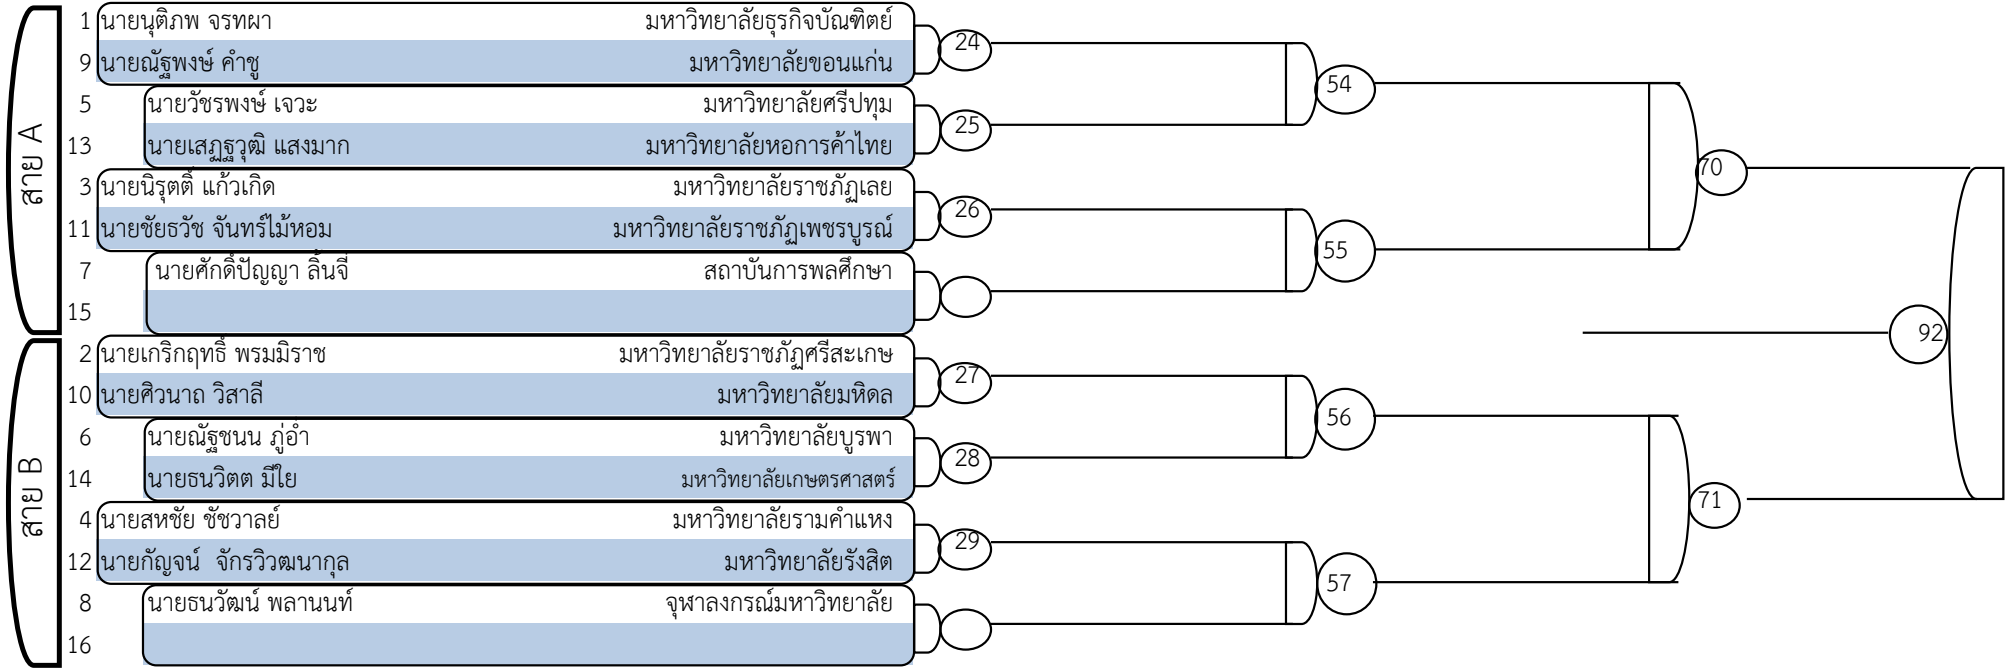 สาย A
1 นายนุติภพ จรทผา มหาวิทยาลัยธุรกิจบัณฑิตย์
24
9 นายณัฐพงษ์ คำชู มหาวิทยาลัยขอนแก่น
54
5 นายวัชรพงษ์ เจวะ มหาวิทยาลัยศรีปทุม
25
13 นายเสฏฐวุฒิ แสงมาก มหาวิทยาลัยหอการค้าไทย
70
3 นายนิรุตติ์ แก้วเกิด มหาวิทยาลัยราชภัฏเลย
26
11 นายชัยธวัช จันทร์ไม้หอม มหาวิทยาลัยราชภัฏเพชรบูรณ์
55
7 นายศักดิ์ปัญญา ลิ้นจี่ สถาบันการพลศึกษา
15
92
สาย B
2 นายเกริกฤทธิ์ พรมมิราช มหาวิทยาลัยราชภัฏศรีสะเกษ
27
10 นายศิวนาถ วิสาลี มหาวิทยาลัยมหิดล
56
6 นายณัฐชนน ภู่อำ มหาวิทยาลัยบูรพา
28
14 นายธนวิตต มีใย มหาวิทยาลัยเกษตรศาสตร์
71
4 นายสหชัย ชัชวาลย์ มหาวิทยาลัยรามคำแหง
29
12 นายกัญจน์ จักรวิวฒนากุล มหาวิทยาลัยรังสิต
57
8 นายธนวัฒน์ พลานนท์ จุฬาลงกรณ์มหาวิทยาลัย
16